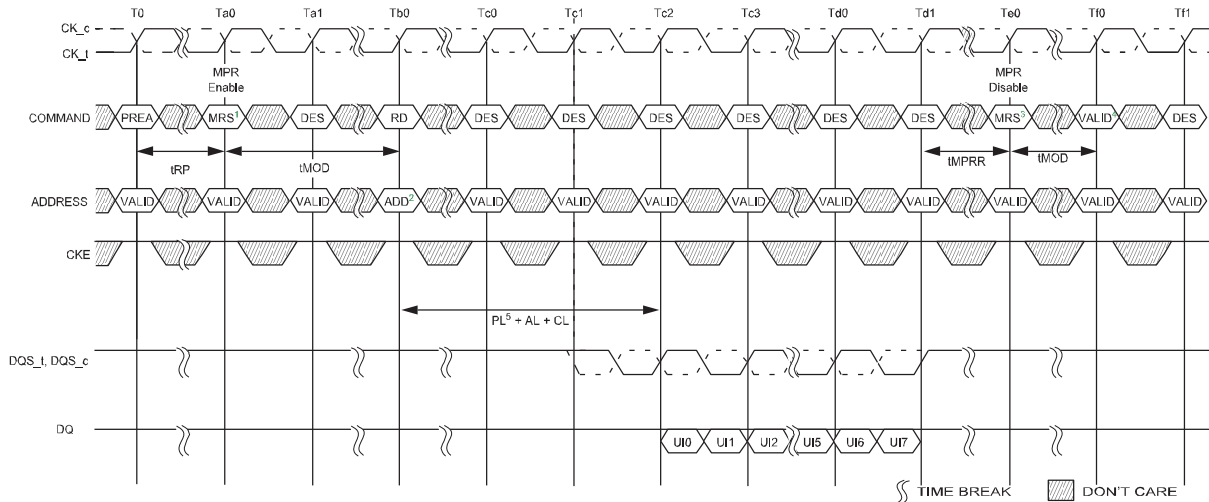 T0 Ta0 Ta1 Tb0 Tc0 Tc1 Tc2 Tc3 Td0 Td1 Te0 Tf0 Tf1
CK_c
CK_t
MPR Enable
MPR Disable
COMMAND PREA MRS1 DES RD DES DES DES DES DES DES MRS3 VALID4 DES
tRP tMOD tMPRR tMOD
ADDRESS VALID VALID VALID ADD2 VALID VALID VALID VALID VALID VALID VALID VALID VALID
CKE
PL5 + AL + CL
DQS_t, DQS_c
DQ UI0 UI1 UI2 UI5 UI6 UI7
TIME BREAK DON'T CARE